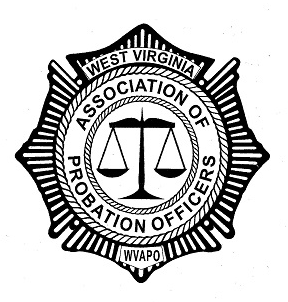 WEST VIRGINIA
ASSOCIATION OF
PROBATION OFFICERS
WVAPO